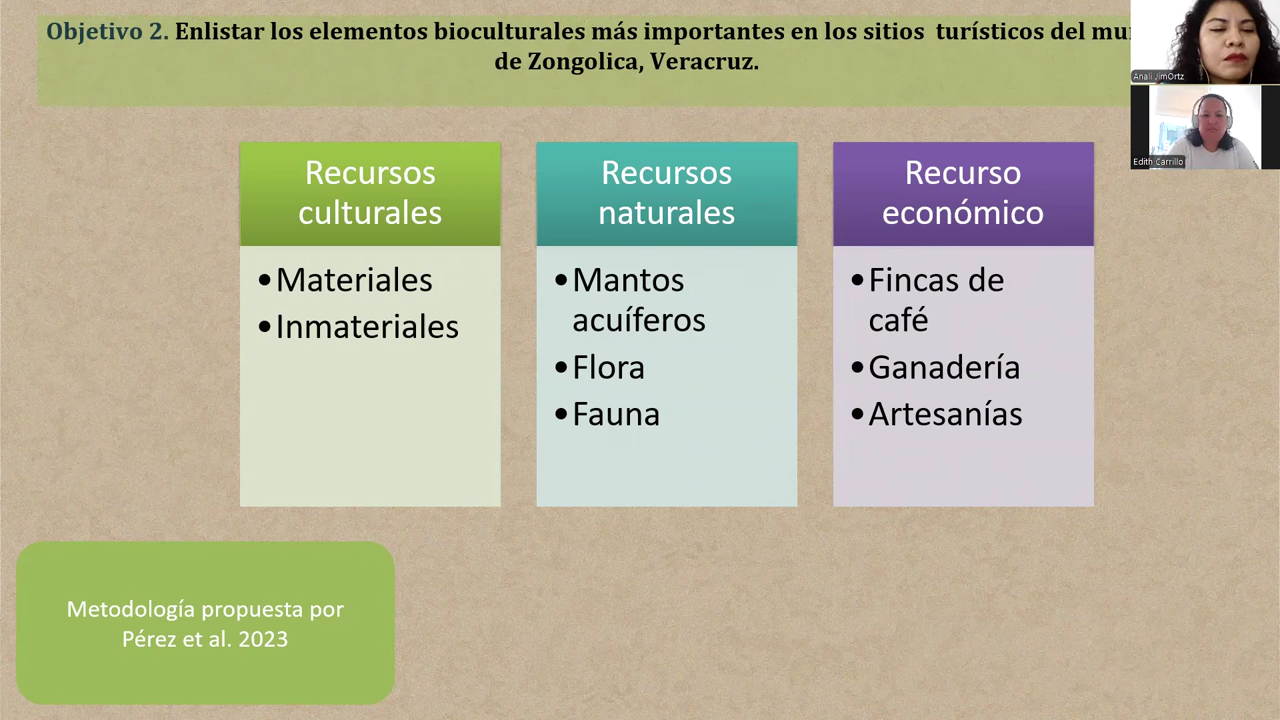 Objetivo 2. Enlistar los elementos bioculturales más importantes en los sitios turísticos del
de Zongolica, Veracruz.
Anali JimOrtz
Edith Carrillo
Recursos
culturales
•Materiales
•Inmateriales
Recursos
naturales
•Mantos
acuíferos
•Flora
•Fauna
Recurso
económico
•Fincas de
café
•Ganadería
•Artesanías
Metodología propuesta por
Pérez et al. 2023